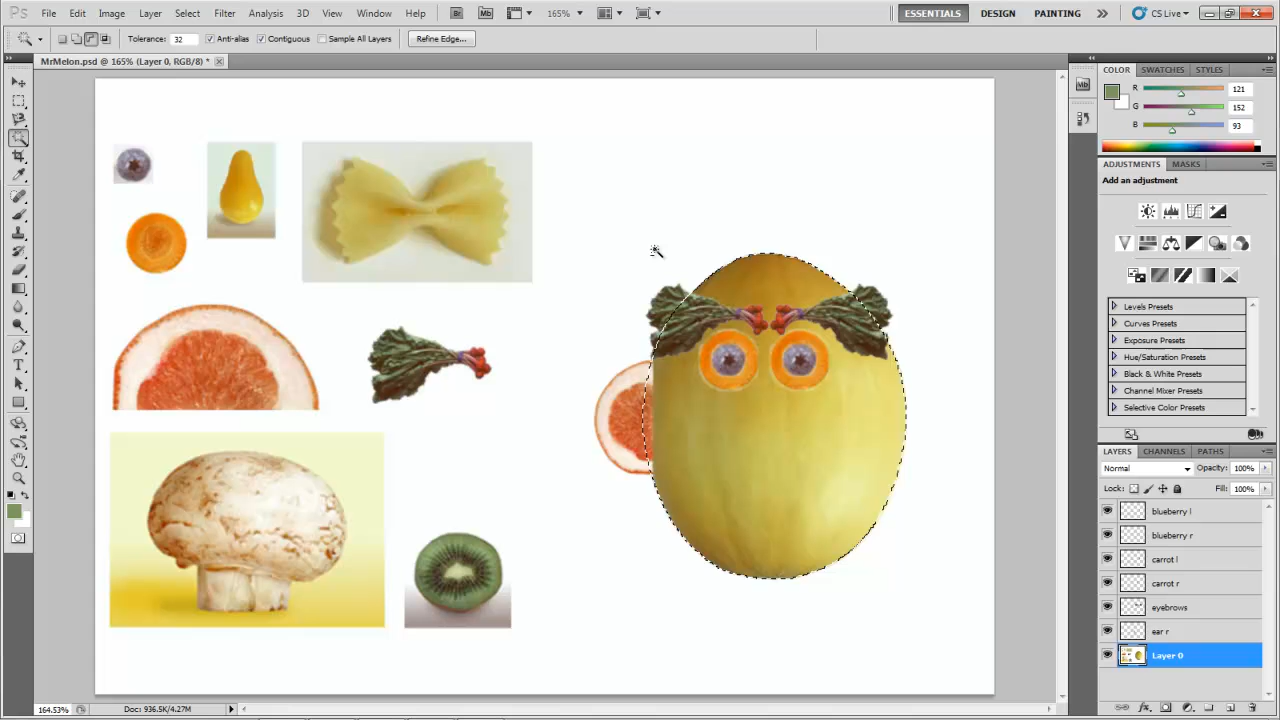 Ps File Edit Image Layer Select Filter Analysis 3D View Window Help Br Mb 165% ESSENTIALS DESIGN PAINTING CS Live
Tolerance: 32 Anti-alias Contiguous Sample All Layers Refine Edge...
MrMelon.psd @ 165% (Layer 0, RGB/8) *
COLOR SWATCHES STYLES
Mb
R 121
G 152
B 93
ADJUSTMENTS MASKS
Add an adjustment
Levels Presets
Curves Presets
Exposure Presets
Hue/Saturation Presets
Black & White Presets
Channel Mixer Presets
Selective Color Presets
LAYERS CHANNELS PATHS
Normal Opacity: 100%
Lock: Fill: 100%
blueberry l
blueberry r
carrot l
carrot r
eyebrows
ear r
Layer 0
164.53% Doc: 936.5K/4.27M